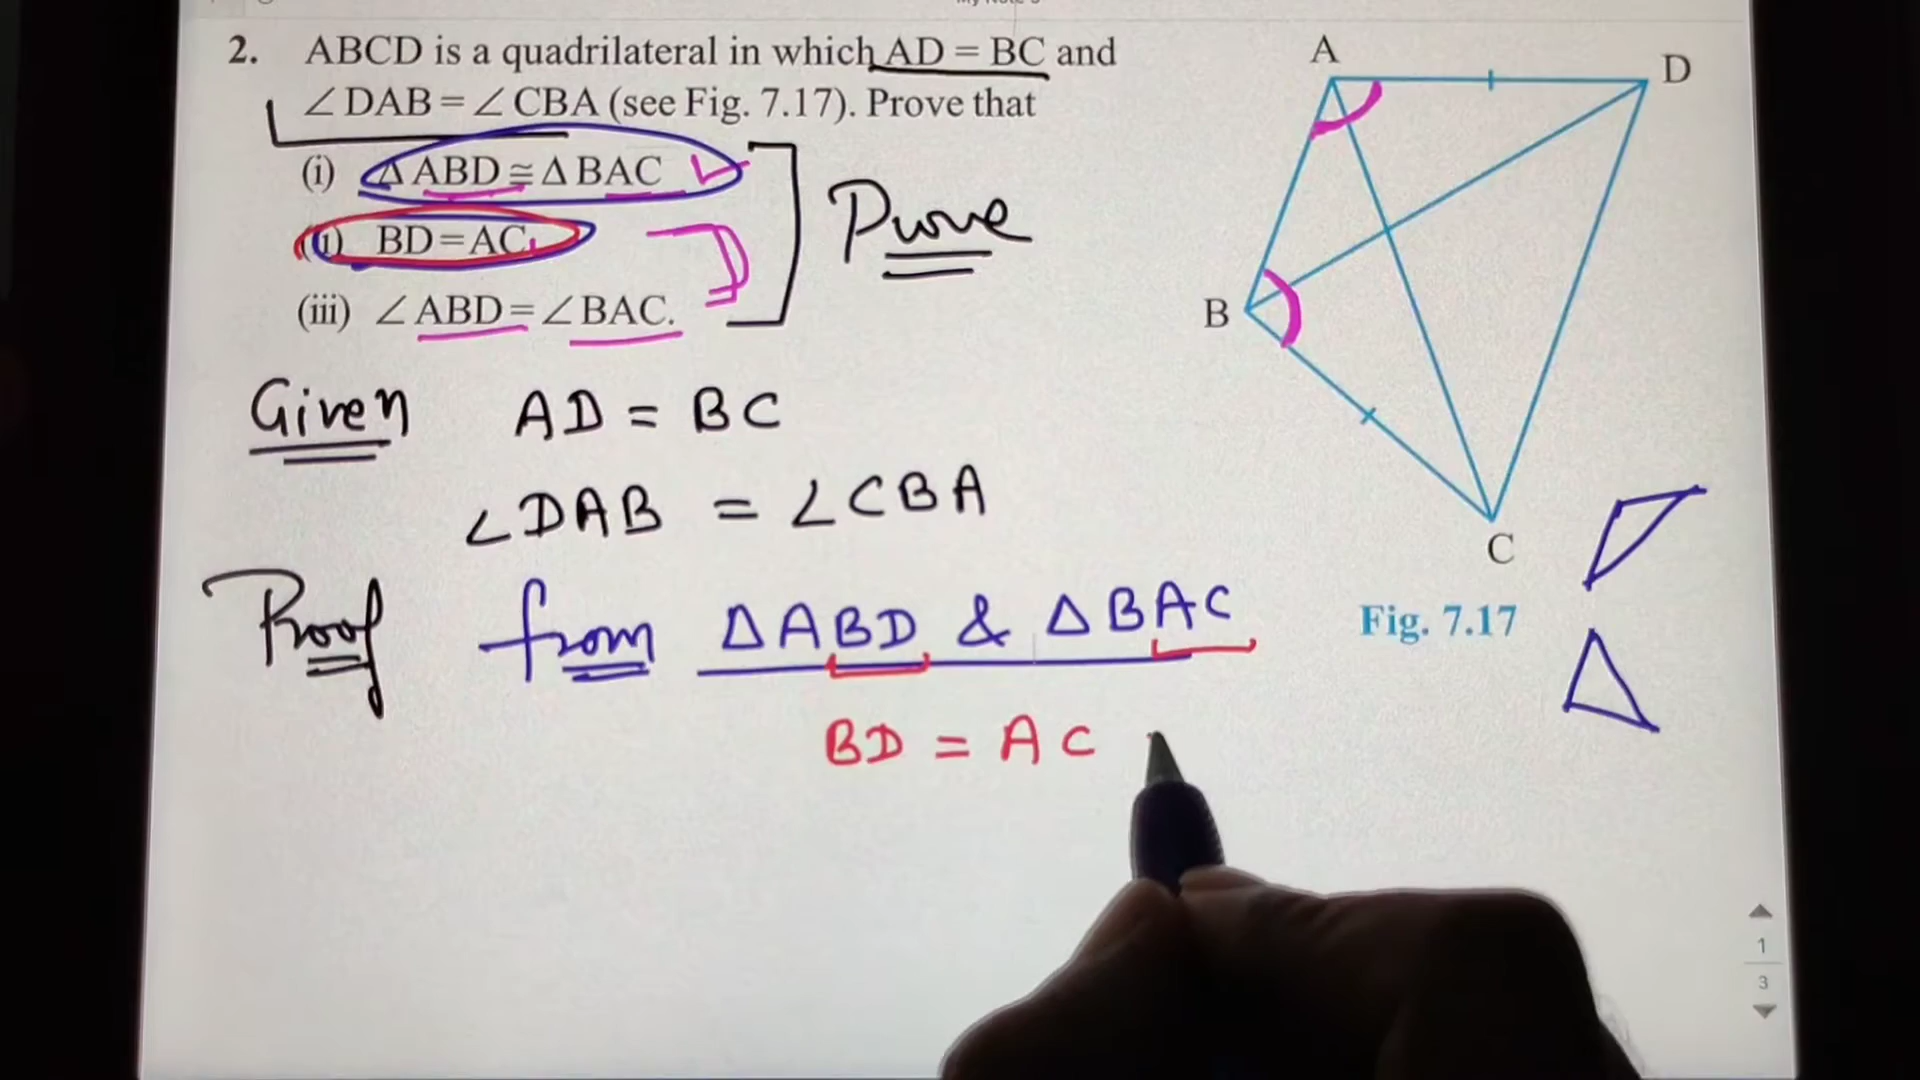 2. ABCD is a quadrilateral in which AD = BC and
∠DAB = ∠CBA (see Fig. 7.17). Prove that
(i) ΔABD ≅ ΔBAC
BD = AC
(iii) ∠ABD = ∠BAC.
Prove
A
D
B
C
Fig. 7.17
Given AD = BC
∠DAB = ∠CBA
Proof from ΔABD & ΔBAC
BD = AC
1
3